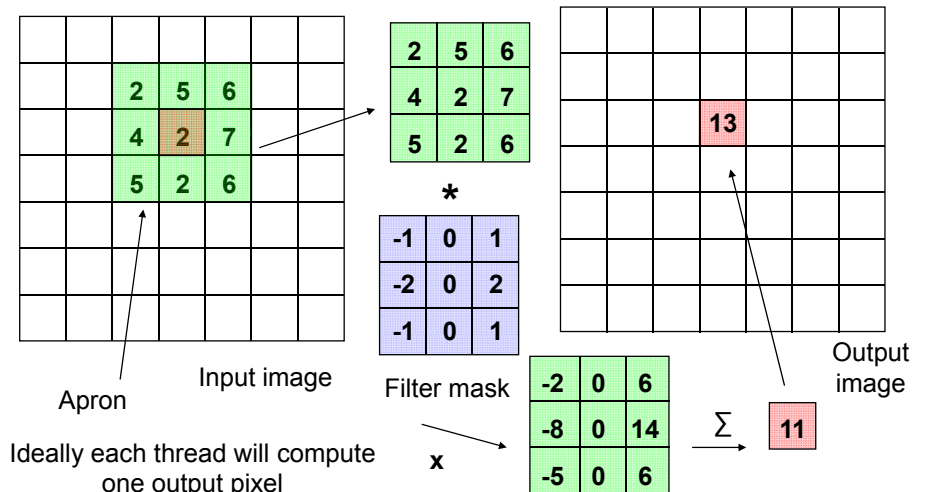 2 5 6
4 2 7
5 2 6
2 5 6
4 2 7
5 2 6
*
-1 0 1
-2 0 2
-1 0 1
13
Input image
Apron
Filter mask
Output
image
-2 0 6
-8 0 14
-5 0 6
Σ
11
x
Ideally each thread will compute
one output pixel